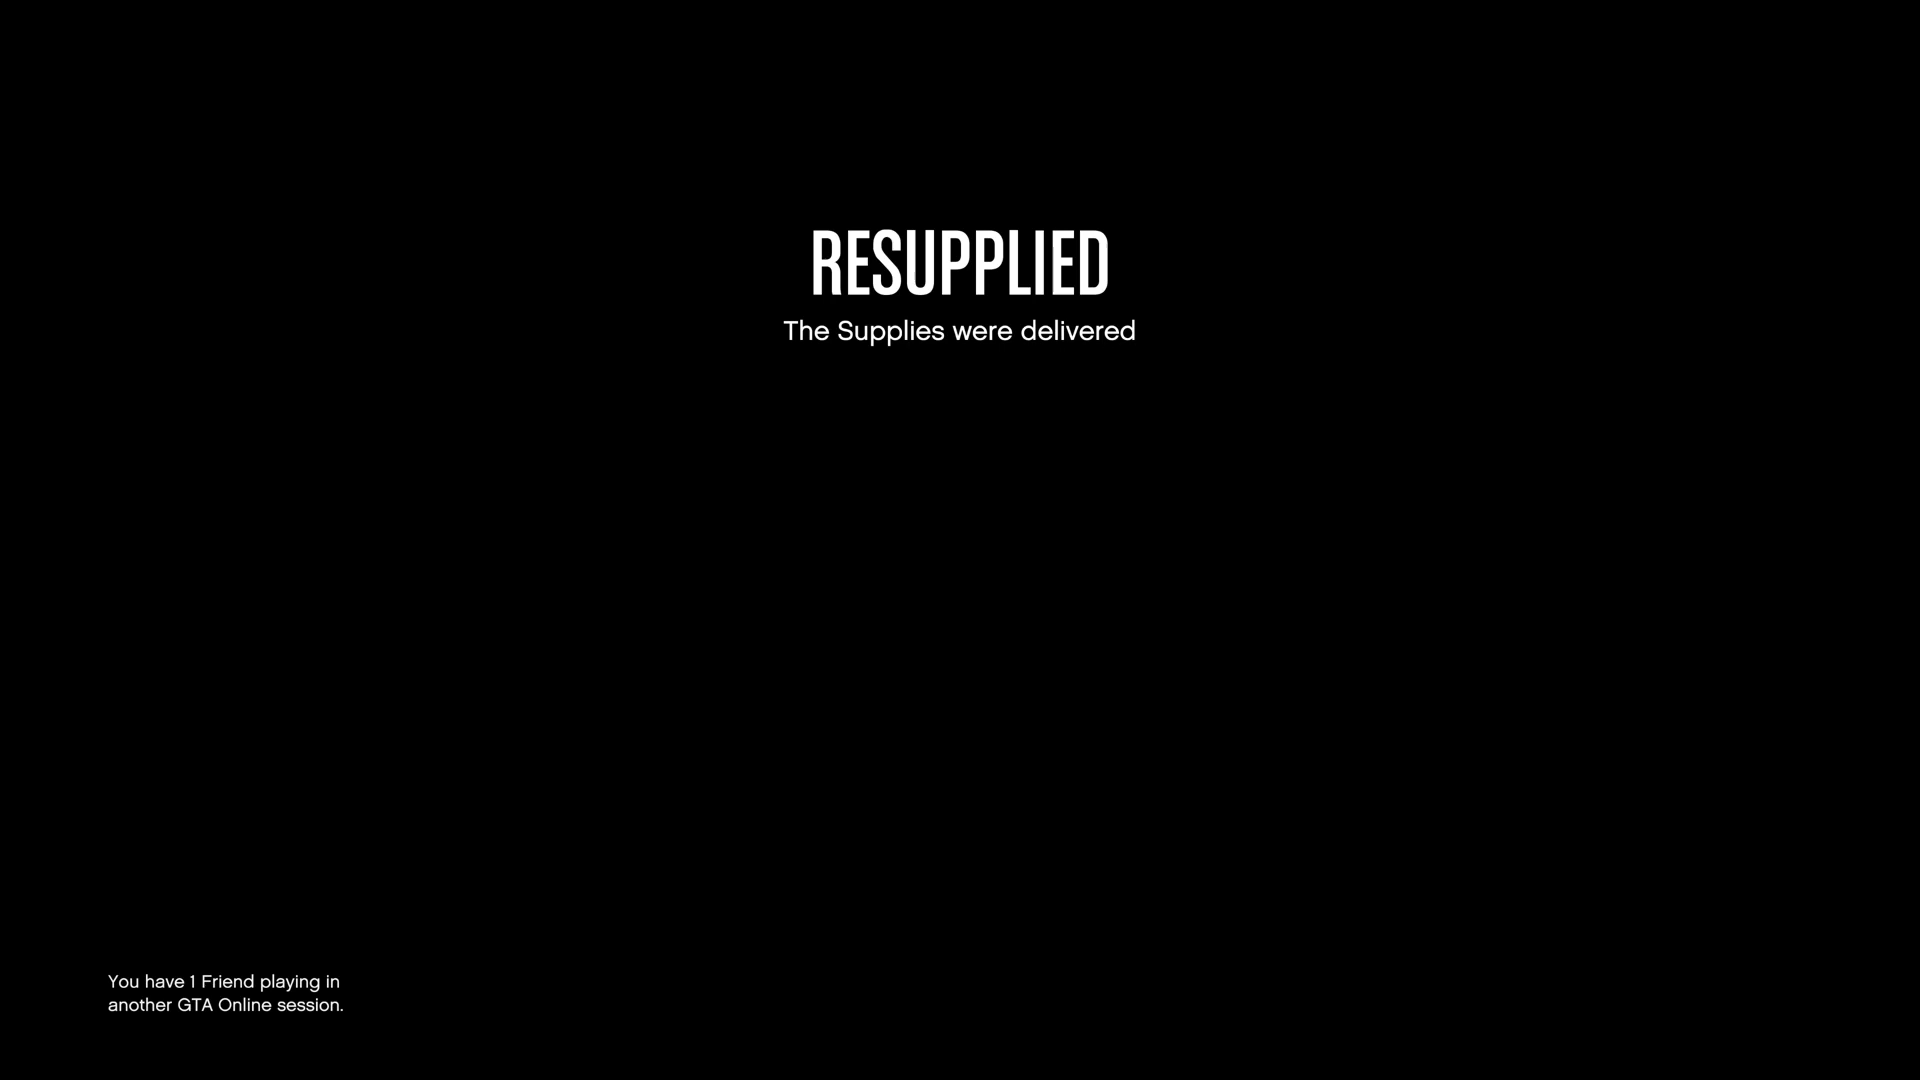 RESUPPLIED
The Supplies were delivered
You have 1 Friend playing in
another GTA Online session.